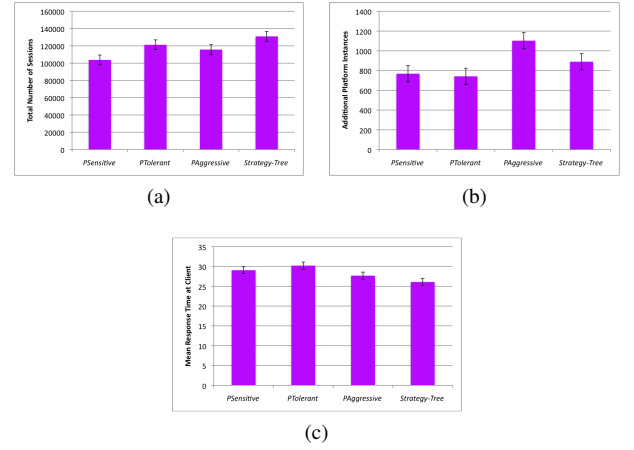 Total Number of Sessions
160000
140000
120000
100000
80000
60000
40000
20000
0
PSensitive PTolerant PAggressive Strategy-Tree
(a)
Additional Platform Instances
1400
1200
1000
800
600
400
200
0
PSensitive PTolerant PAggressive Strategy-Tree
(b)
Mean Response Time at Client
35
30
25
20
15
10
5
0
PSensitive PTolerant PAggressive Strategy-Tree
(c)